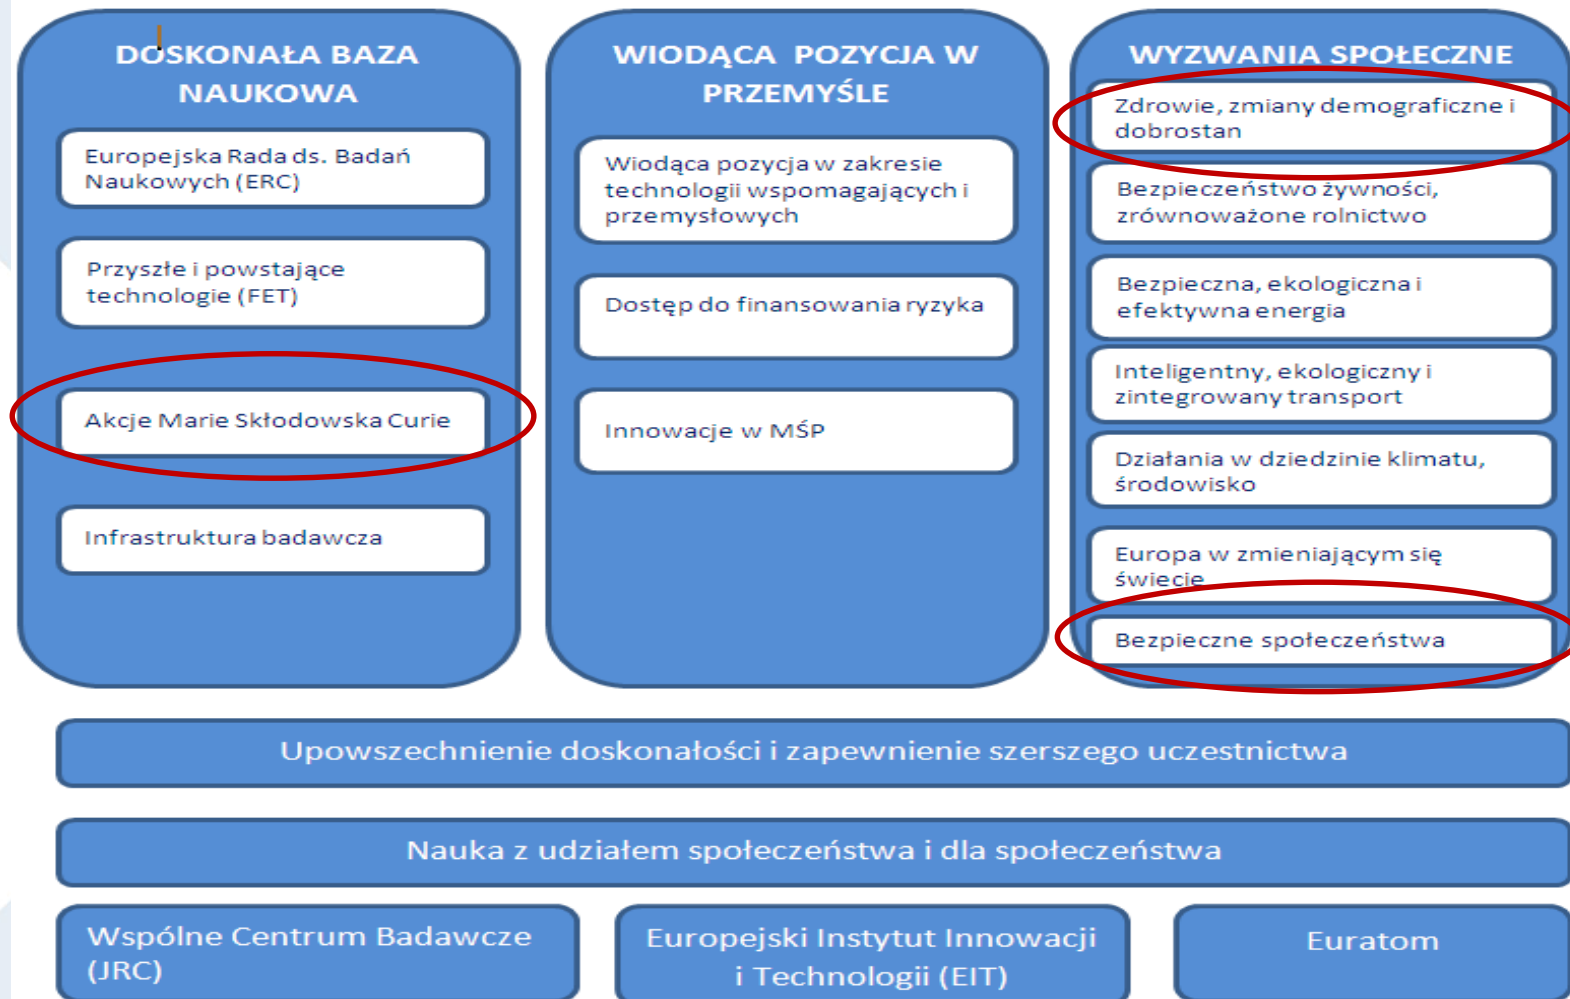 DOSKONAŁA BAZA
NAUKOWA
Europejska Rada ds. Badań
Naukowych (ERC)
Przyszłe i powstające
technologie (FET)
Akcje Marie Skłodowska Curie
Infrastruktura badawcza
WIODĄCA POZYCJA W
PRZEMYŚLE
Wiodąca pozycja w zakresie
technologii wspomagających i
przemysłowych
Dostęp do finansowania ryzyka
Innowacje w MŚP
WYZWANIA SPOŁECZNE
Zdrowie, zmiany demograficzne i
dobrostan
Bezpieczeństwo żywności,
zrównoważone rolnictwo
Bezpieczna, ekologiczna i
efektywna energia
Inteligentny, ekologiczny i
zintegrowany transport
Działania w dziedzinie klimatu,
środowisko
Europa w zmieniającym się
świecie
Bezpieczne społeczeństwa
Upowszechnienie doskonałości i zapewnienie szerszego uczestnictwa
Nauka z udziałem społeczeństwa i dla społeczeństwa
Wspólne Centrum Badawcze
(JRC)
Europejski Instytut Innowacji
i Technologii (EIT)
Euratom